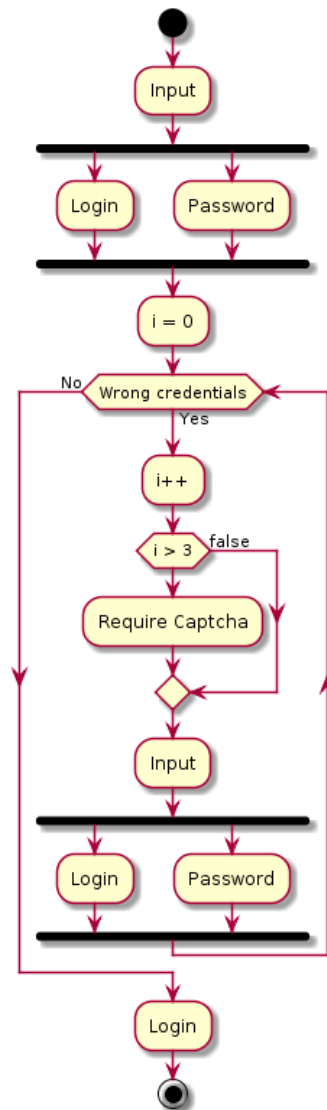 Input
Login
Password
i = 0
No
Wrong credentials
Yes
i++
i > 3
false
Require Captcha
Input
Login
Password
Login